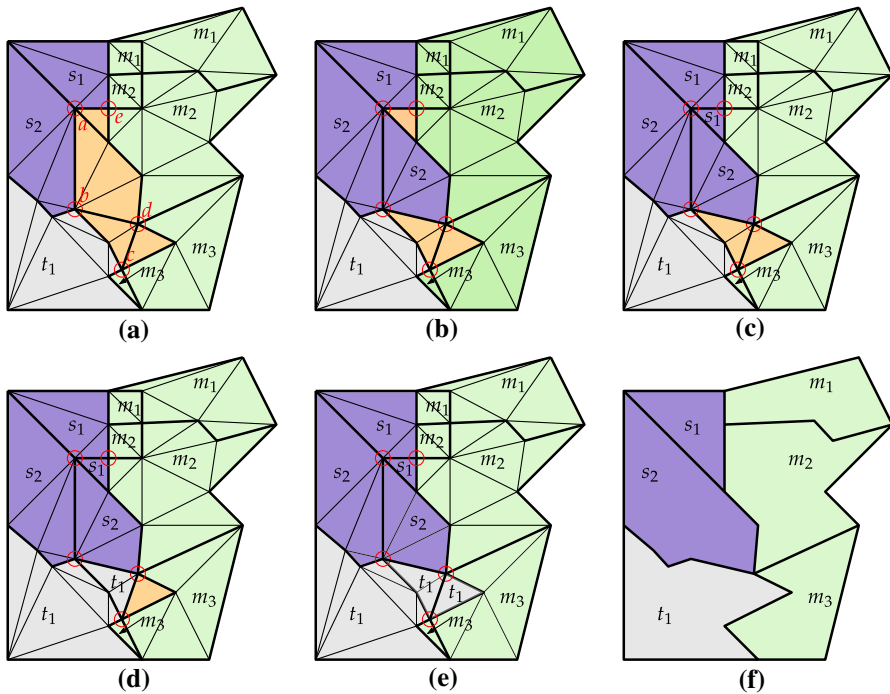 m1
s1 m1
a e m2 m2
s2
b
d
t1 c m3 m3
(a)
m1
s1 m1
m2 m2
s2
t1 m3 m3
(b)
m1
s1 m1
m2 m2
s1
s2 s2
t1 m3 m3
(c)
m1
s1 m1
m2 m2
s2 s1
s2
t1
t1 m3 m3
(d)
m1
s1 m1
m2 m2
s2 s1
s2
t1 t1
t1 m3 m3
(e)
m1
s1
m2
s2
t1 m3
(f)